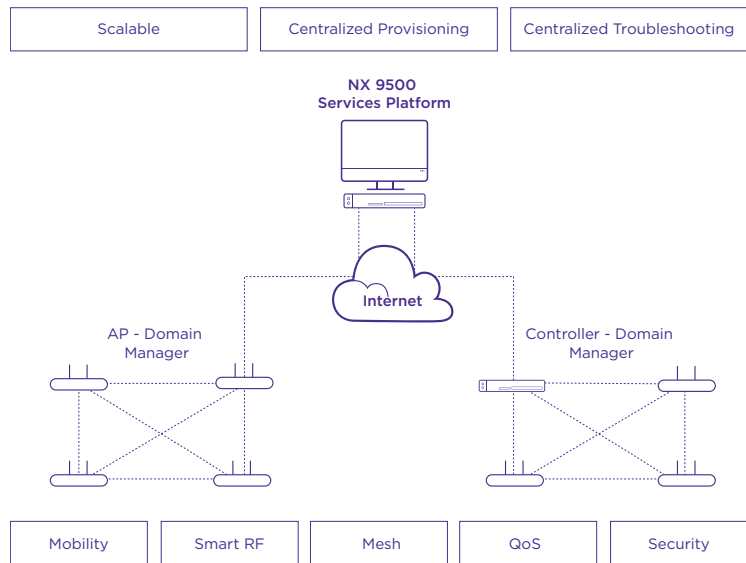 Scalable
Centralized Provisioning
Centralized Troubleshooting
NX 9500
Services Platform
Internet
AP - Domain
Manager
Controller - Domain
Manager
Mobility
Smart RF
Mesh
QoS
Security